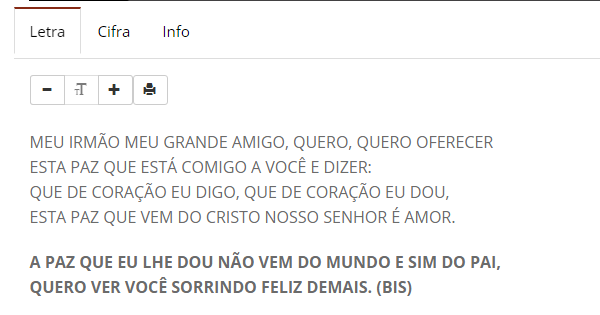 Letra Cifra Info
MEU IRMÃO MEU GRANDE AMIGO, QUERO, QUERO OFERECER
ESTA PAZ QUE ESTÁ COMIGO A VOCÊ E DIZER:
QUE DE CORAÇÃO EU DIGO, QUE DE CORAÇÃO EU DOU,
ESTA PAZ QUE VEM DO CRISTO NOSSO SENHOR É AMOR.
A PAZ QUE EU LHE DOU NÃO VEM DO MUNDO E SIM DO PAI,
QUERO VER VOCÊ SORRINDO FELIZ DEMAIS. (BIS)